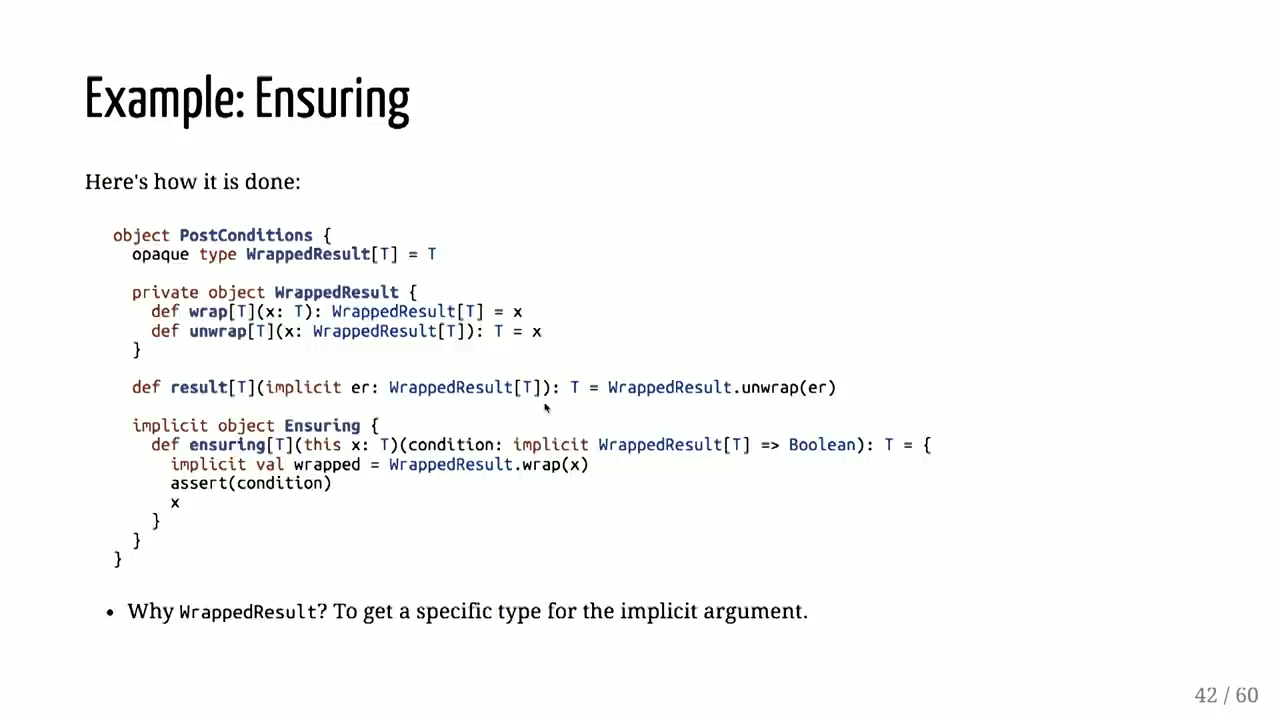 Example: Ensuring
Here's how it is done:
object PostConditions {
opaque type WrappedResult[T] = T
private object WrappedResult {
def wrap[T](x: T): WrappedResult[T] = x
def unwrap[T](x: WrappedResult[T]): T = x
}
def result[T](implicit er: WrappedResult[T]): T = WrappedResult.unwrap(er)
implicit object Ensuring {
def ensuring[T](this x: T)(condition: implicit WrappedResult[T] => Boolean): T = {
implicit val wrapped = WrappedResult.wrap(x)
assert(condition)
x
}
}
}
• Why WrappedResult? To get a specific type for the implicit argument.
42 / 60